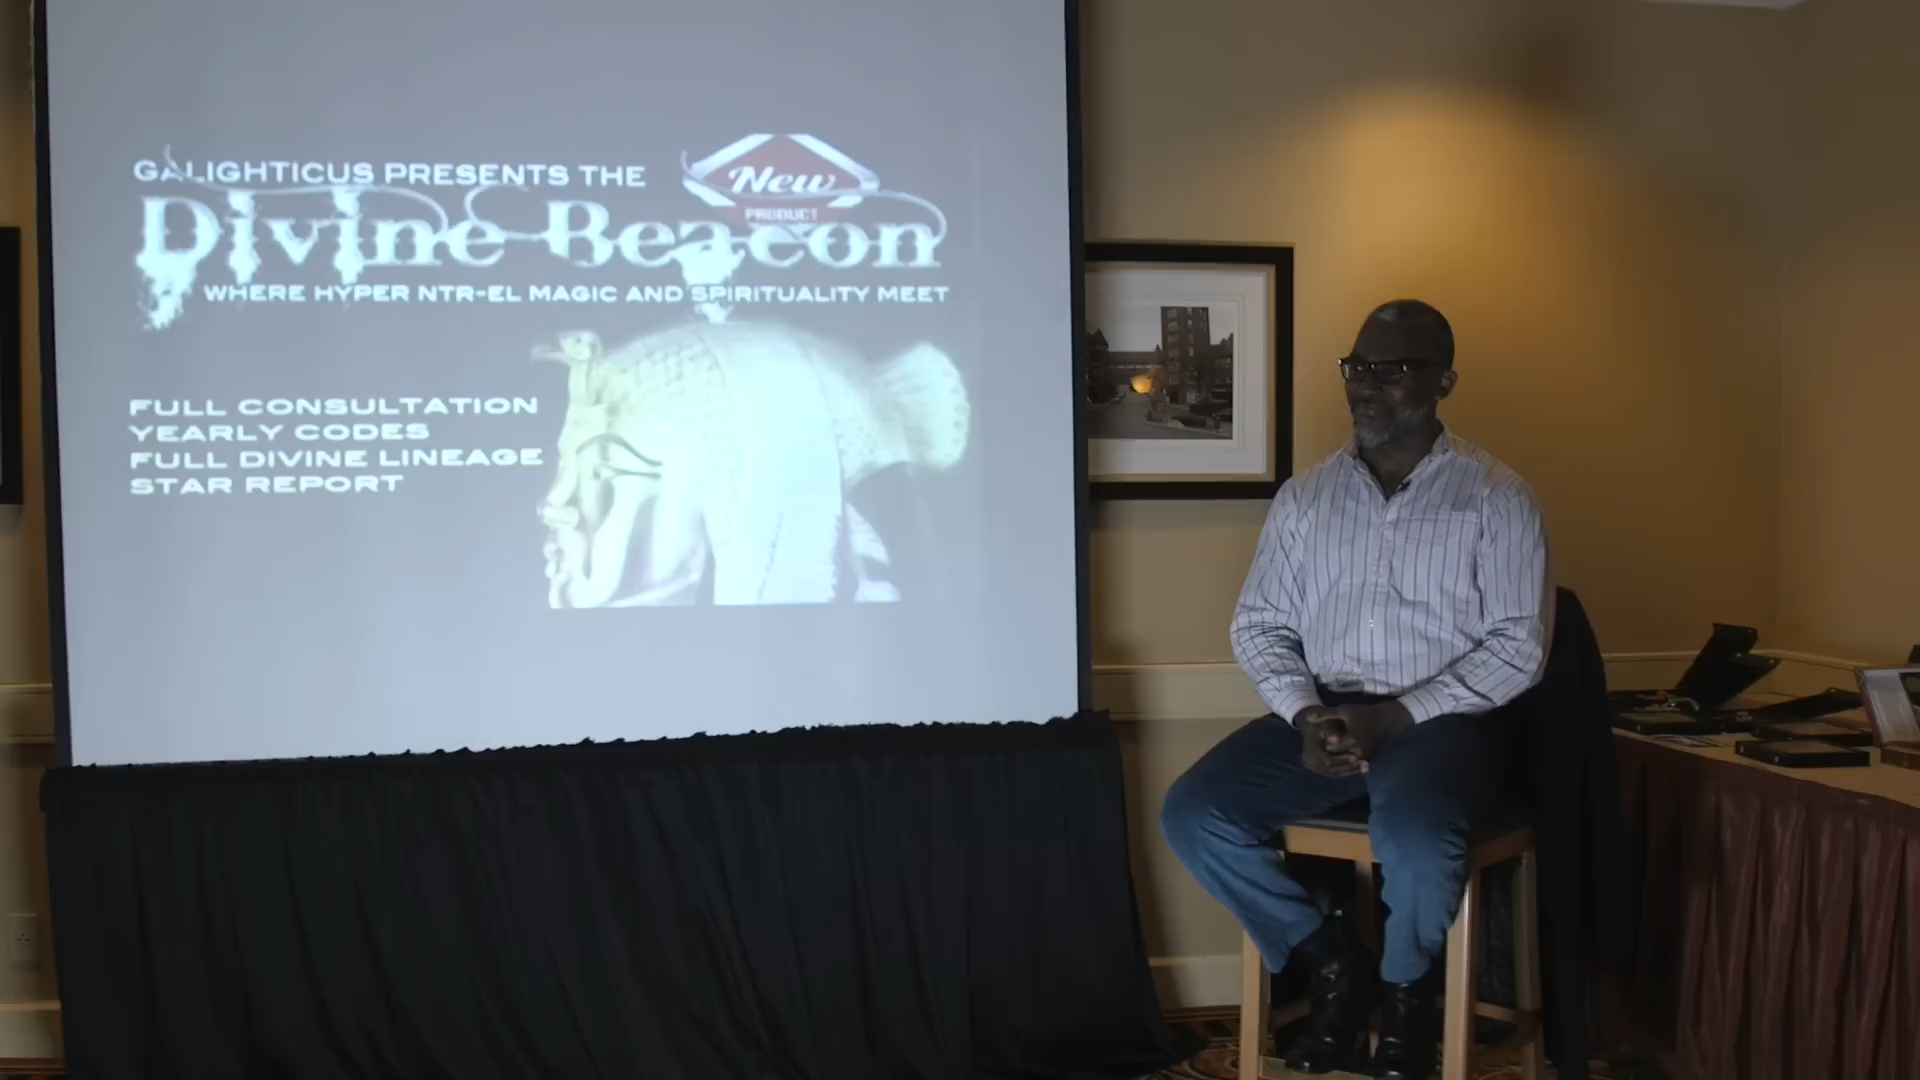 GALIGHTICUS PRESENTS THE
New
PRODUCT
Divine Beacon
WHERE HYPER NTR-EL MAGIC AND SPIRITUALITY MEET
FULL CONSULTATION
YEARLY CODES
FULL DIVINE LINEAGE
STAR REPORT